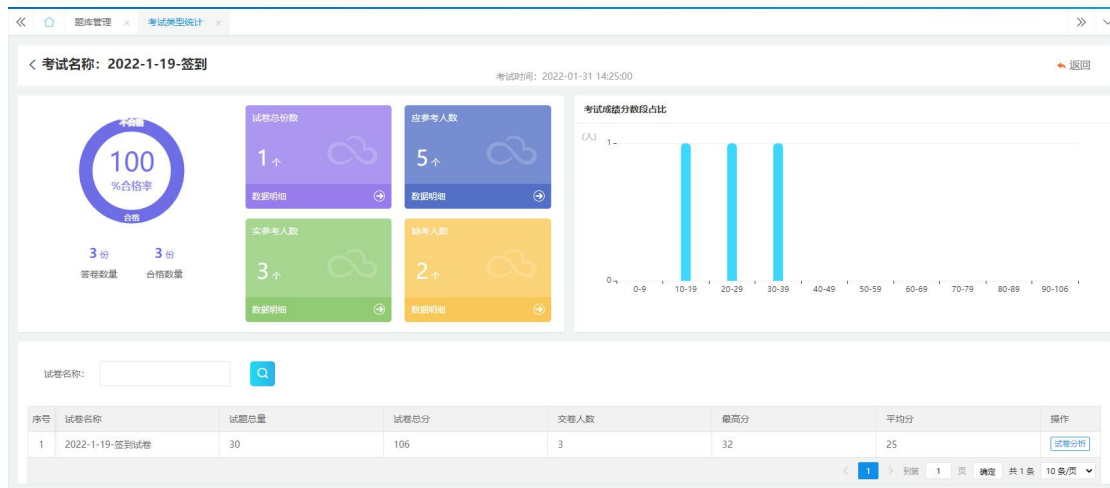 题库管理 × 考试类型统计 ×
考试名称：2022-1-19-签到
考试时间：2022-01-31 14:25:00
返回
不合格
100
%合格率
合格
3 份 3 份
答卷数量 合格数量
试卷总份数
1 个
数据明细
应参考人数
5 个
数据明细
实参考人数
3 个
数据明细
缺考人数
2 个
数据明细
考试成绩分数段占比
(人)
1
0
0-9 10-19 20-29 30-39 40-49 50-59 60-69 70-79 80-89 90-106
试卷名称：
序号 试卷名称 试题总量 试卷总分 交卷人数 最高分 平均分 操作
1 2022-1-19-签到试卷 30 106 3 32 25 试卷分析
1 到第 1 页 确定 共 1 条 10 条/页